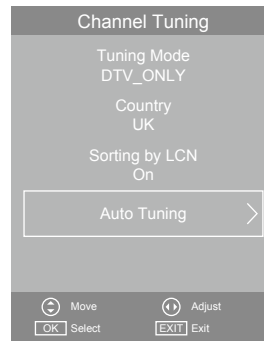 Channel Tuning
Tuning Mode
DTV_ONLY
Country
UK
Sorting by LCN
On
Auto Tuning
Move Adjust
OK Select EXIT Exit